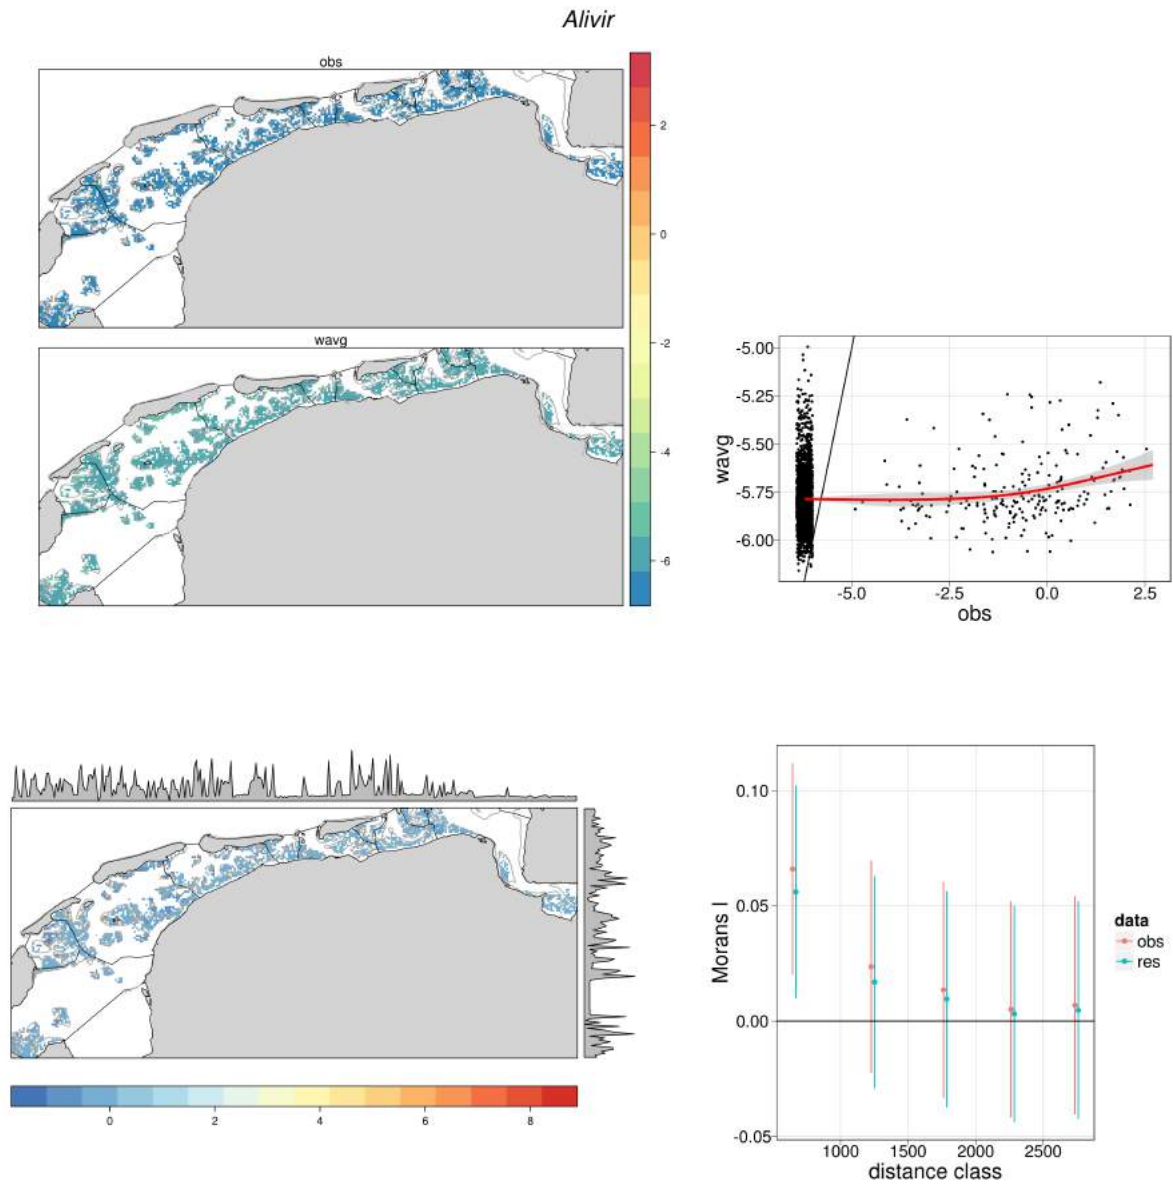 Alivir
obs
2
0
-2
-4
-6
wavg
-5.00
-5.25
-5.50
-5.75
-6.00
wavg
-5.0 -2.5 0.0 2.5
obs
0.10
0.05
0.00
-0.05
Morans I
1000 1500 2000 2500
distance class
data
obs
res
0 2 4 6 8